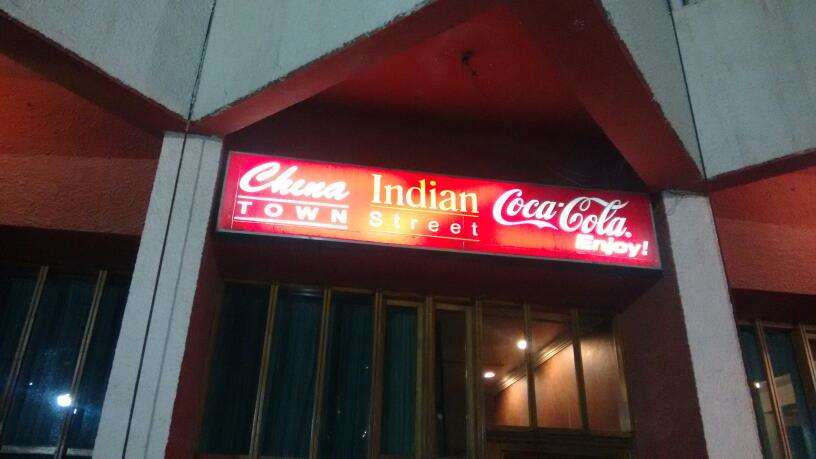 China
TOWN
Indian
Street
Coca-Cola
Enjoy!